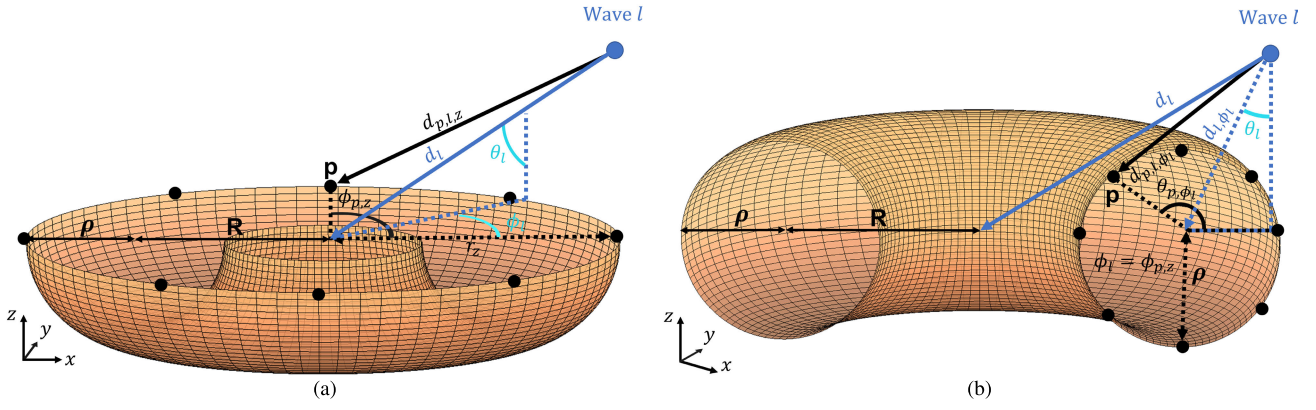 Wave l
d_{p,l,z}
d_l
θ_l
p
ϕ_{p,z}
ϕ_l
ρ
R
r_z
z
y
x
(a)
Wave l
d_l
d_{l,ϕ_l}
θ_l
d_{p,l,ϕ_l}
p
θ_{p,ϕ_l}
ρ
R
ϕ_l = ϕ_{p,z}
ρ
z
y
x
(b)